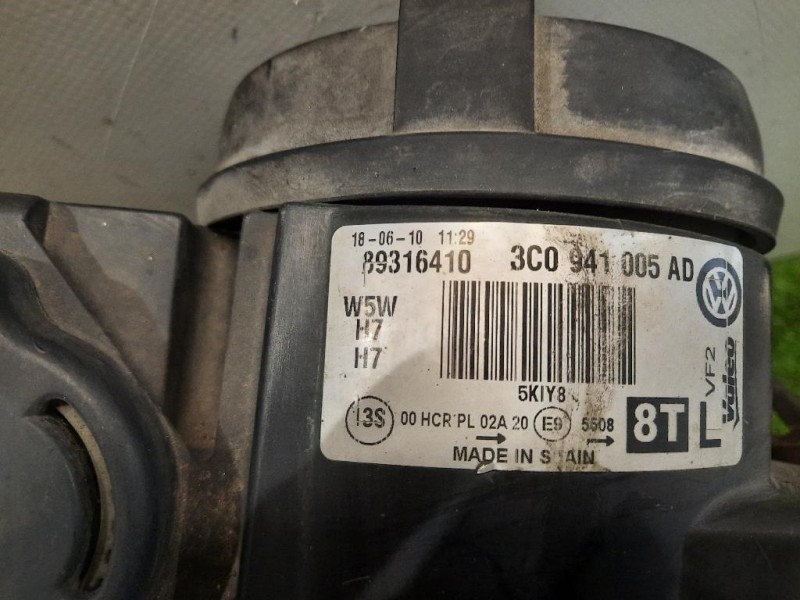 18-06-10 11:29
89316410 3C0 941 005 AD
W5W
H7
H7
5KIY8
00 HCR PL 02A 20 E9 5508
8T L
MADE IN SPAIN
VF2
Valeo